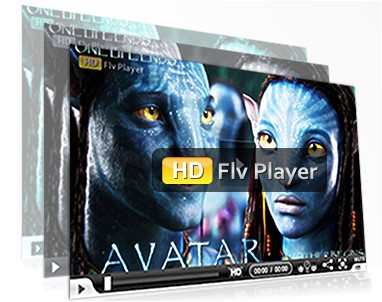 ONE LIFE ENDS
HD Flv Player
HD Flv Player
AVATAR
HD 00:00 / 00:00